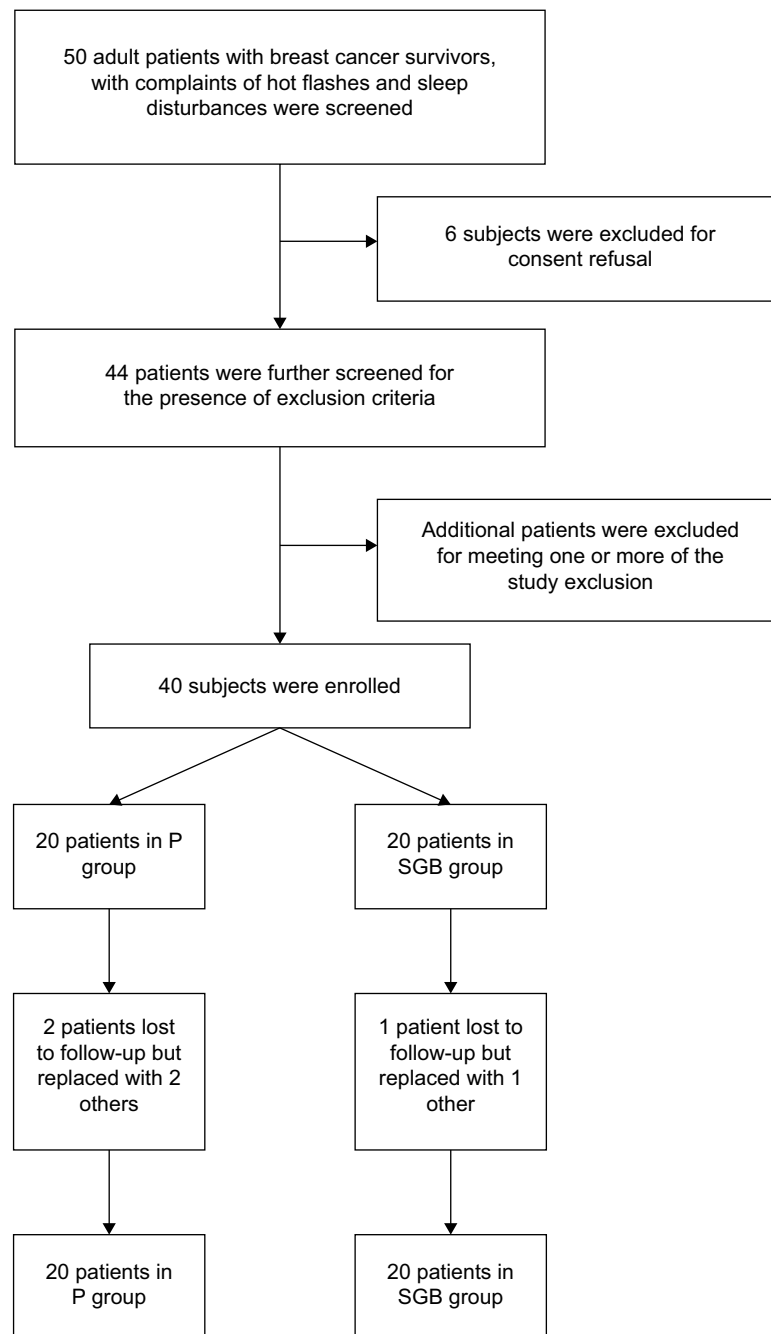 50 adult patients with breast cancer survivors,
with complaints of hot flashes and sleep
disturbances were screened
6 subjects were excluded for
consent refusal
44 patients were further screened for
the presence of exclusion criteria
Additional patients were excluded
for meeting one or more of the
study exclusion
40 subjects were enrolled
20 patients in P
group
20 patients in
SGB group
2 patients lost
to follow-up but
replaced with 2
others
1 patient lost to
follow-up but
replaced with 1
other
20 patients in
P group
20 patients in
SGB group